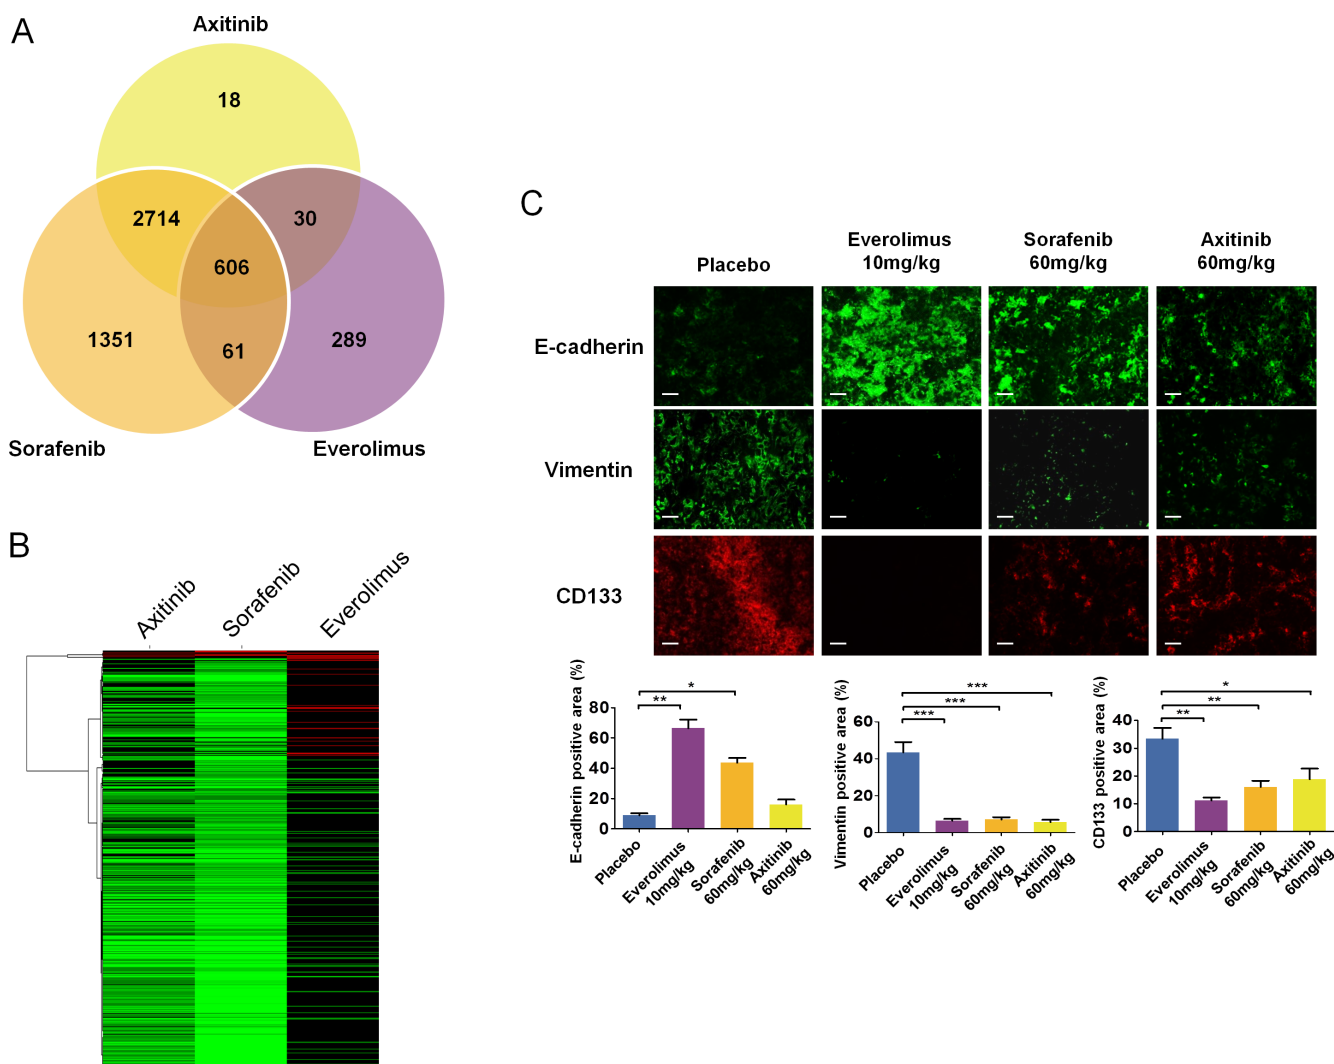 A
Axitinib
18
2714
30
606
1351
61
289
Sorafenib
Everolimus
B
Axitinib
Sorafenib
Everolimus
C
Placebo
Everolimus
10mg/kg
Sorafenib
60mg/kg
Axitinib
60mg/kg
E-cadherin
Vimentin
CD133
E-cadherin positive area (%)
80
60
40
20
0
*
**
Placebo
Everolimus
10mg/kg
Sorafenib
60mg/kg
Axitinib
60mg/kg
Vimentin positive area (%)
60
40
20
0
***
***
***
Placebo
Everolimus
10mg/kg
Sorafenib
60mg/kg
Axitinib
60mg/kg
CD133 positive area (%)
40
30
20
10
0
*
**
**
Placebo
Everolimus
10mg/kg
Sorafenib
60mg/kg
Axitinib
60mg/kg